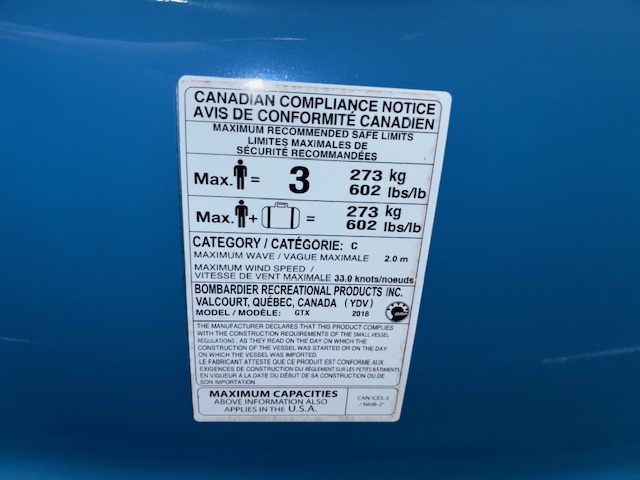 CANADIAN COMPLIANCE NOTICE
AVIS DE CONFORMITÉ CANADIEN
MAXIMUM RECOMMENDED SAFE LIMITS
LIMITES MAXIMALES DE
SÉCURITÉ RECOMMANDÉES
Max. = 3 273 kg
602 lbs/lb
Max. + = 273 kg
602 lbs/lb
CATEGORY / CATÉGORIE: C
MAXIMUM WAVE / VAGUE MAXIMALE 2.0 m
MAXIMUM WIND SPEED /
VITESSE DE VENT MAXIMALE 33.0 knots/noeuds
BOMBARDIER RECREATIONAL PRODUCTS INC.
VALCOURT, QUÉBEC, CANADA (YDV)
MODEL / MODÈLE: GTX 2018
brp
THE MANUFACTURER DECLARES THAT THIS PRODUCT COMPLIES
WITH THE CONSTRUCTION REQUIREMENTS OF THE SMALL VESSEL
REGULATIONS, AS THEY READ ON THE DAY ON WHICH THE
CONSTRUCTION OF THE VESSEL WAS STARTED OR ON THE DAY
ON WHICH THE VESSEL WAS IMPORTED.
LE FABRICANT ATTESTE QUE CE PRODUIT EST CONFORME AUX
EXIGENCES DE CONSTRUCTION DU RÈGLEMENT SUR LES PETITS BÂTIMENTS
EN VIGUEUR À LA DATE DU DÉBUT DE SA CONSTRUCTION OU DE
SON IMPORTATION.
MAXIMUM CAPACITIES
ABOVE INFORMATION ALSO
APPLIES IN THE U.S.A.
CAN ICES-2
/ NMB-2"